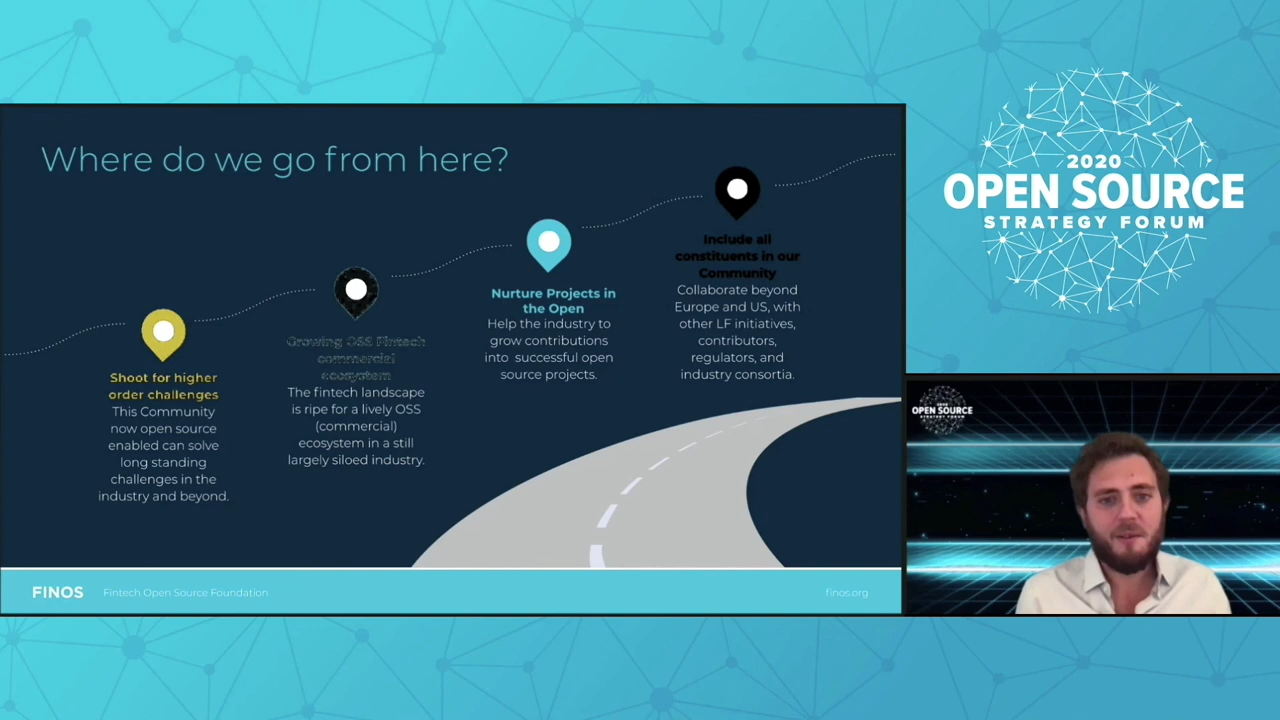 Where do we go from here?
Shoot for higher
order challenges
This Community
now open source
enabled can solve
long standing
challenges in the
industry and beyond.
Growing OSS Fintech
commercial
ecosystem
The fintech landscape
is ripe for a lively OSS
(commercial)
ecosystem in a still
largely siloed industry.
Nurture Projects in
the Open
Help the industry to
grow contributions
into successful open
source projects.
Include all
constituents in our
Community
Collaborate beyond
Europe and US, with
other LF initiatives,
contributors,
regulators, and
industry consortia.
FINOS
Fintech Open Source Foundation
finos.org
2020
OPEN SOURCE
STRATEGY FORUM
2020
OPEN SOURCE
STRATEGY FORUM